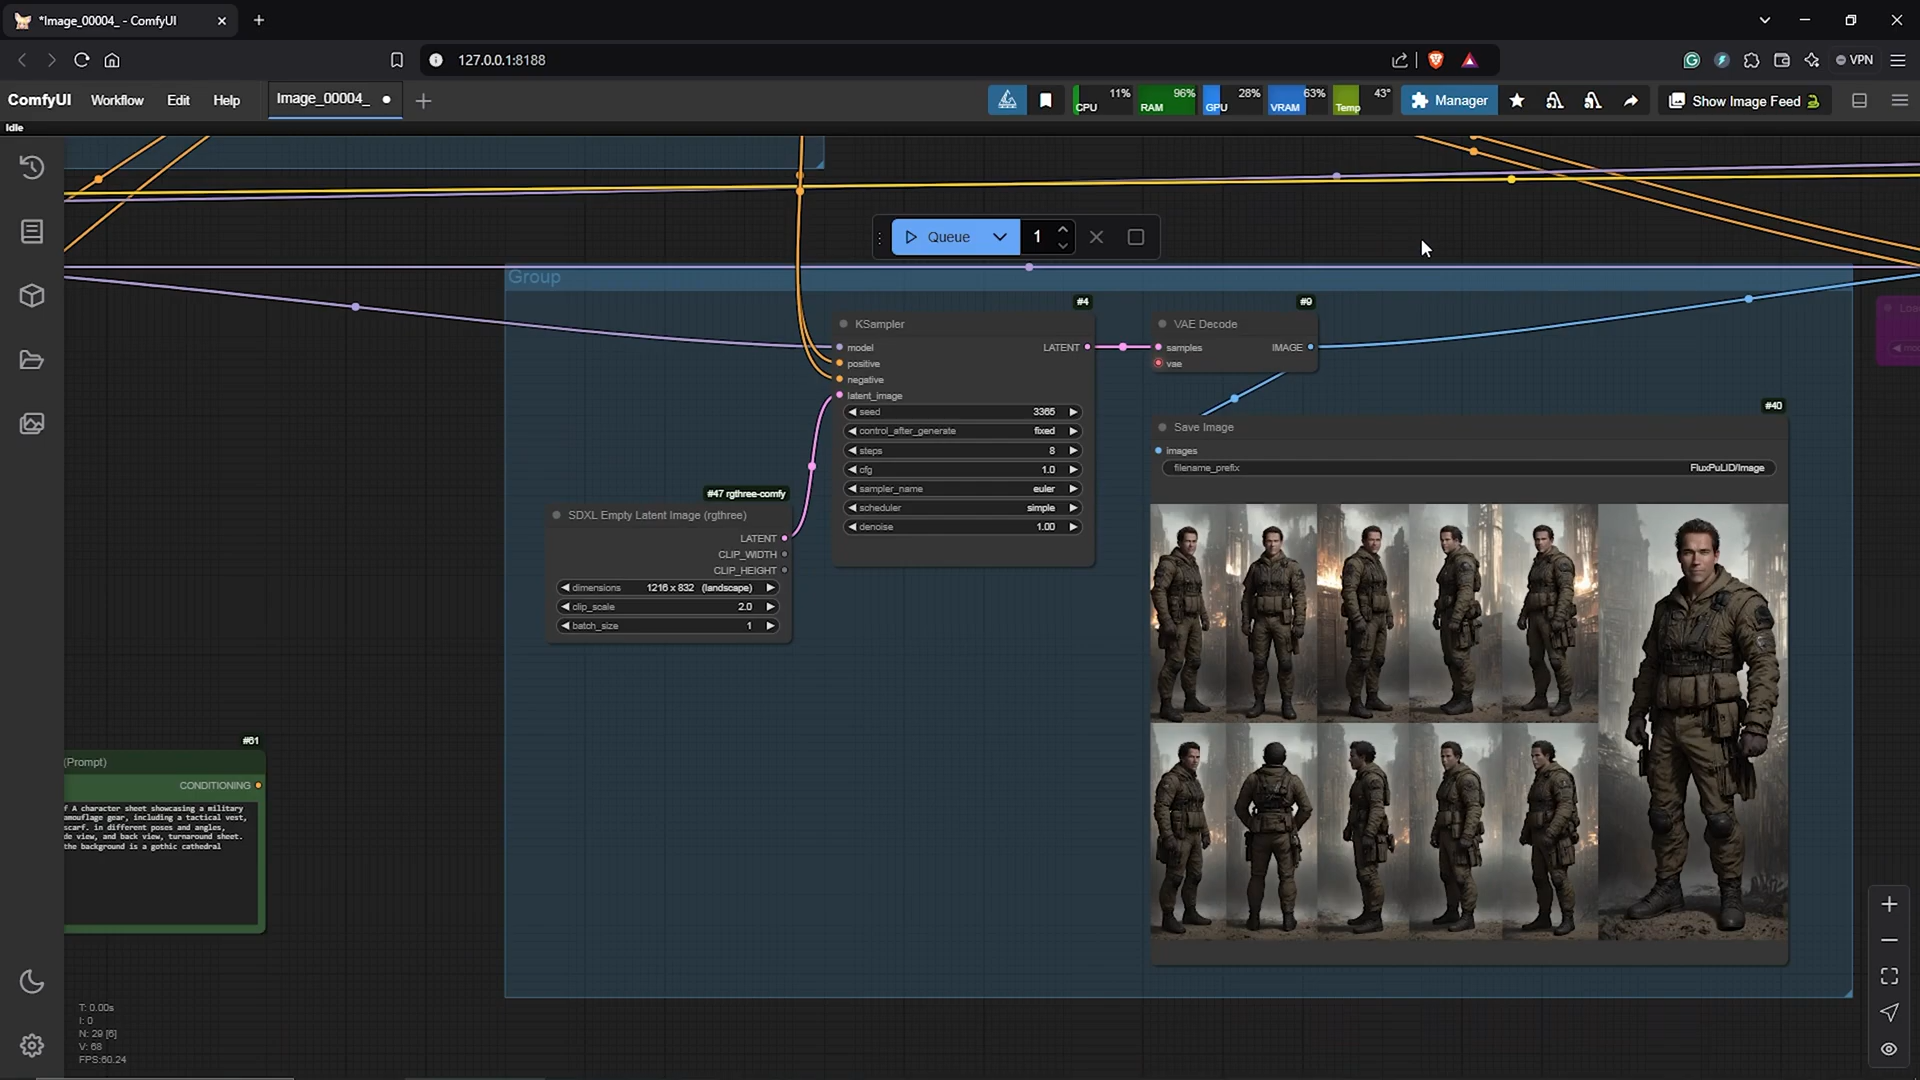 *Image_00004_ - ComfyUI
127.0.0.1:8188
VPN
ComfyUI
Workflow
Edit
Help
Image_00004_
CPU 11%
RAM 96%
GPU 28%
VRAM 63%
Temp 43°
Manager
Show Image Feed
Idle
Queue
1
Group
#4
KSampler
model
LATENT
positive
negative
latent_image
seed 3365
control_after_generate fixed
steps 8
cfg 1.0
sampler_name euler
scheduler simple
denoise 1.00
#9
VAE Decode
samples
IMAGE
vae
#40
Save Image
images
filename_prefix FluxPuLID/Image
#47 rgthree-comfy
SDXL Empty Latent Image (rgthree)
LATENT
CLIP_WIDTH
CLIP_HEIGHT
dimensions 1216 x 832 (landscape)
clip_scale 2.0
batch_size 1
#61
(Prompt)
CONDITIONING
f A character sheet showcasing a military
amouflage gear, including a tactical vest,
scarf. in different poses and angles,
de view, and back view, turnaround sheet.
the background is a gothic cathedral
T: 0.00s
I: 0
N: 29 [6]
V: 68
FPS:60.24